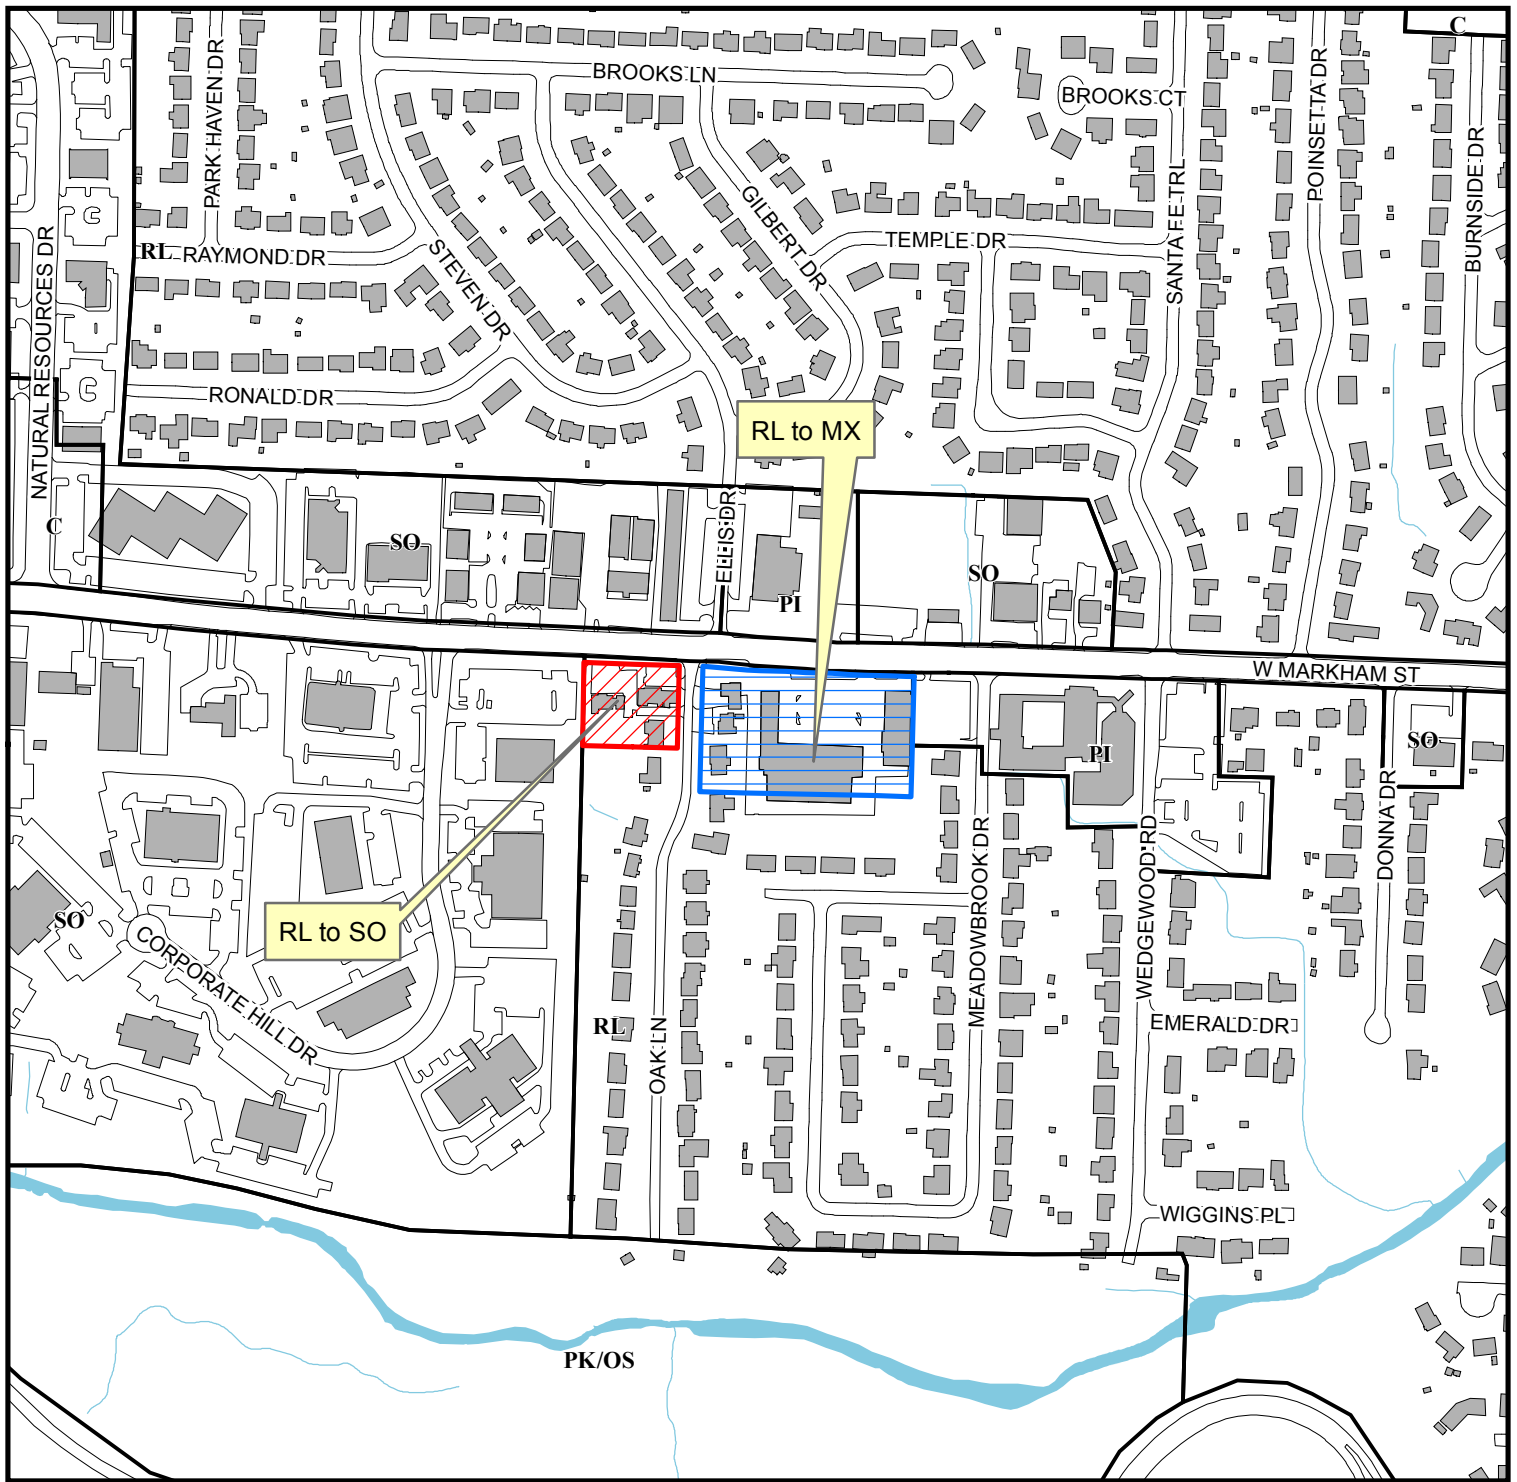 C
BROOKS LN
BROOKS CT
PARK HAVEN DR
POINSETTA DR
BURNSIDE DR
SANTA FE TRL
GILBERT DR
TEMPLE DR
RL
RAYMOND DR
STEVEN DR
NATURAL RESOURCES DR
RONALD DR
RL to MX
ELLIS DR
C
SO
SO
PI
W MARKHAM ST
SO
PI
DONNA DR
WEDGEWOOD RD
MEADOWBROOK DR
RL to SO
SO
CORPORATE HILL DR
RL
OAK LN
EMERALD DR
WIGGINS PL
PK/OS